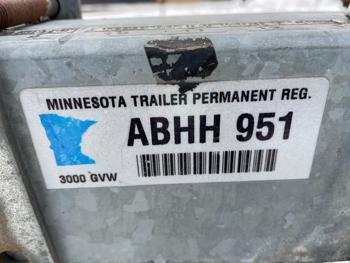 MINNESOTA TRAILER PERMANENT REG.
ABHH 951
3000 GVW